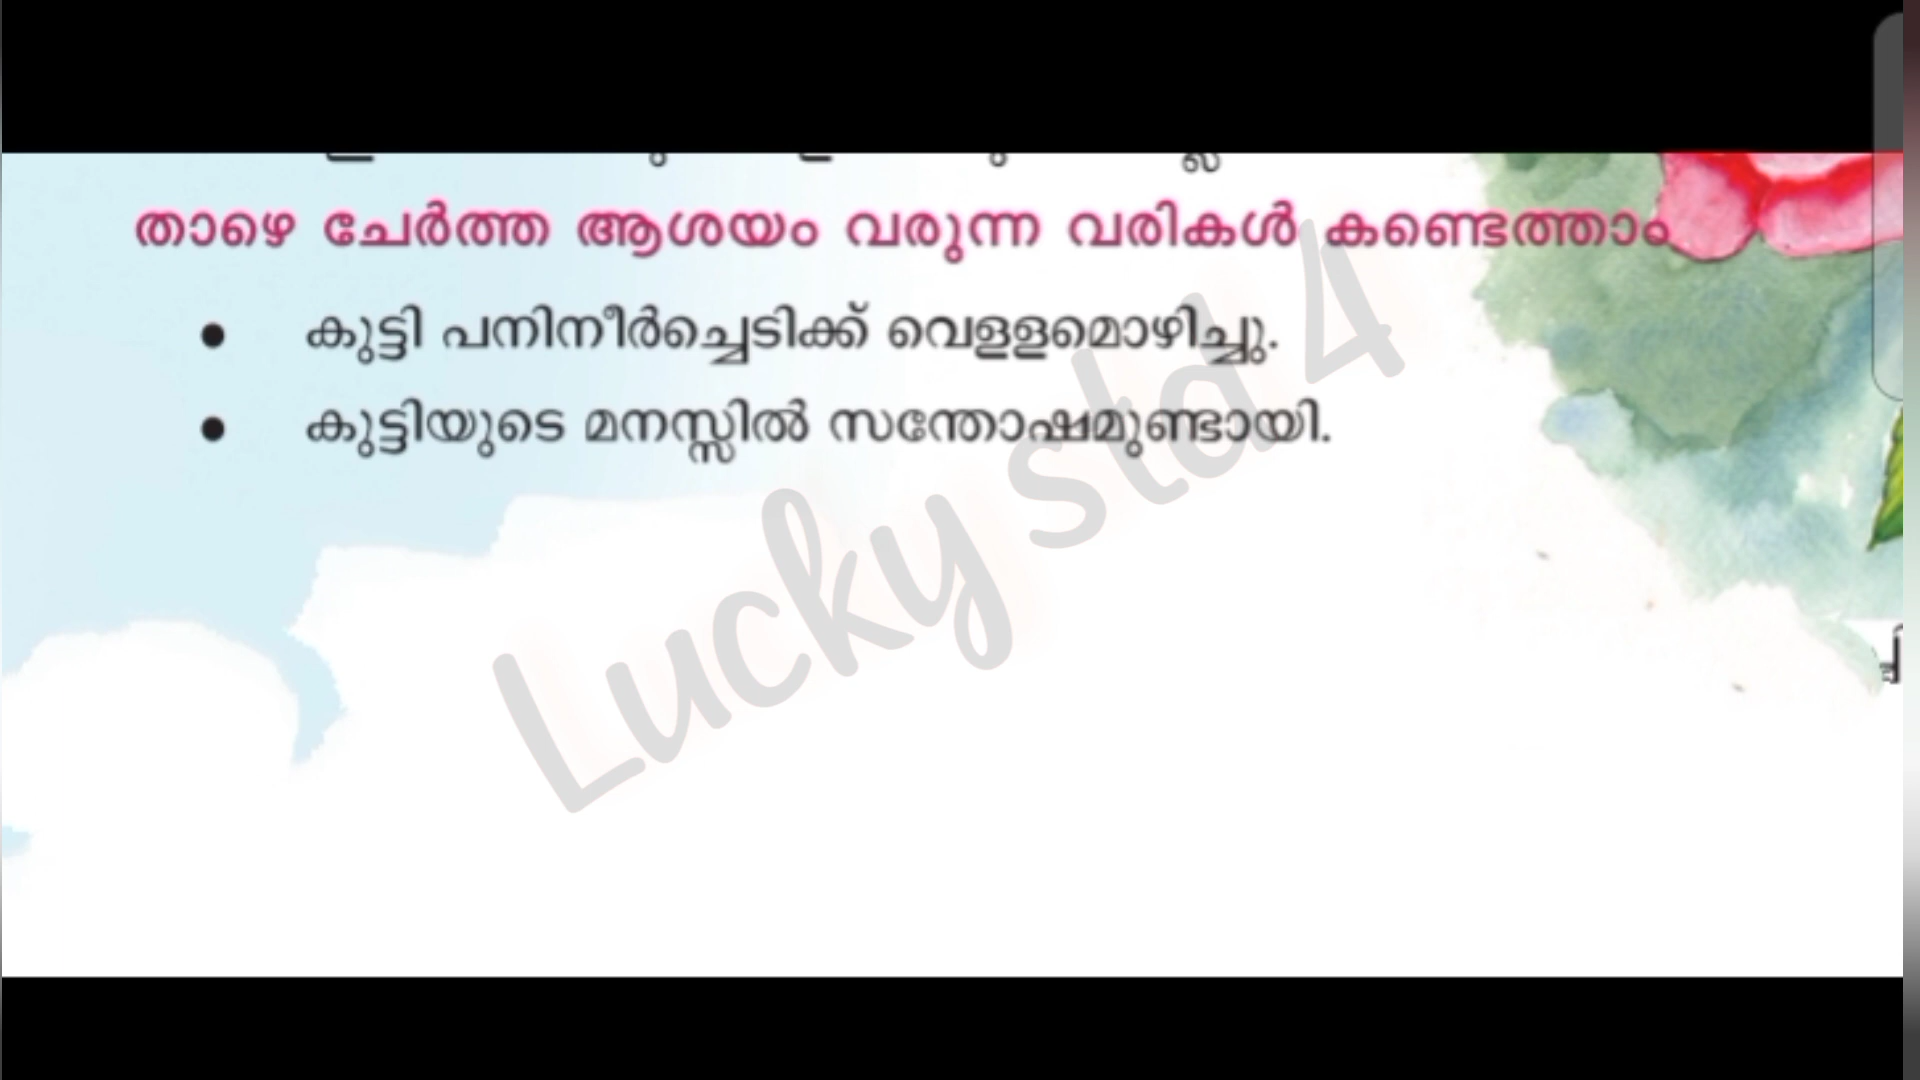 താഴെ ചേർത്ത ആശയം വരുന്ന വരികൾ കണ്ടെത്താം
• കുട്ടി പനിനീർച്ചെടിക്ക് വെള്ളമൊഴിച്ചു.
• കുട്ടിയുടെ മനസ്സിൽ സന്തോഷമുണ്ടായി.
Lucky std 4